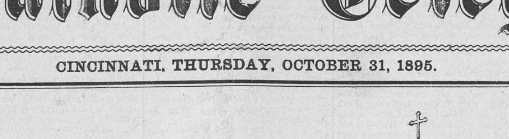 CINCINNATI, THURSDAY, OCTOBER 31, 1895.